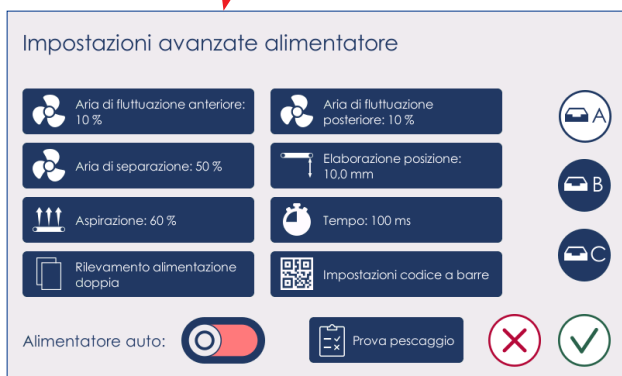 Impostazioni avanzate alimentatore
Aria di fluttuazione anteriore:
10 %
Aria di fluttuazione
posteriore: 10 %
A
Aria di separazione: 50 %
Elaborazione posizione:
10,0 mm
B
Aspirazione: 60 %
Tempo: 100 ms
C
Rilevamento alimentazione
doppia
Impostazioni codice a barre
Alimentatore auto:
Prova pescaggio